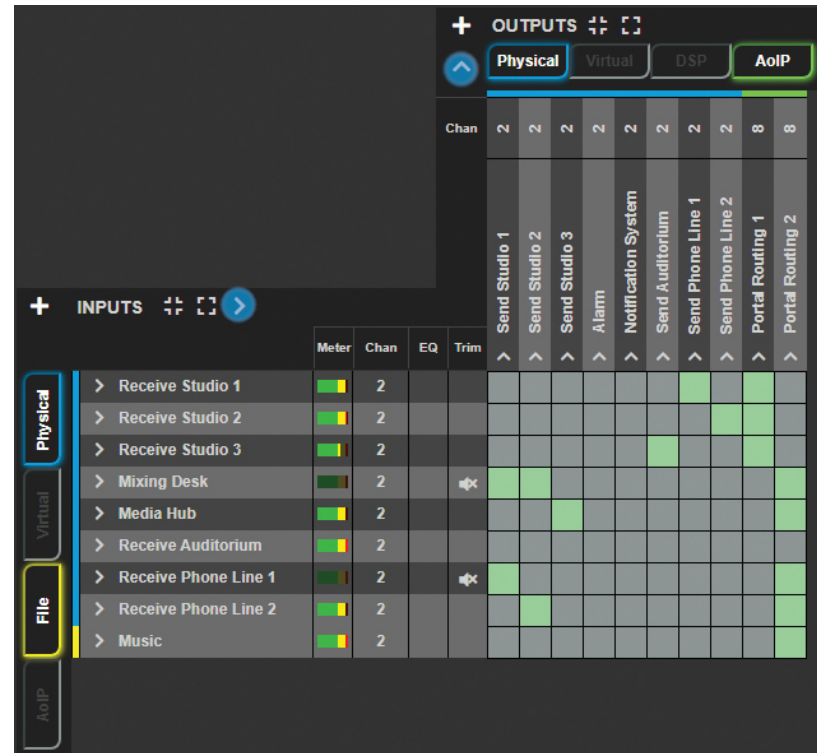 + OUTPUTS
Physical Virtual DSP AoIP
Chan 2 2 2 2 2 2 2 2 8 8
Send Studio 1
Send Studio 2
Send Studio 3
Alarm
Notification System
Send Auditorium
Send Phone Line 1
Send Phone Line 2
Portal Routing 1
Portal Routing 2
+ INPUTS
Meter Chan EQ Trim
Physical
Virtual
File
AoIP
Receive Studio 1 2
Receive Studio 2 2
Receive Studio 3 2
Mixing Desk 2
Media Hub 2
Receive Auditorium 2
Receive Phone Line 1 2
Receive Phone Line 2 2
Music 2